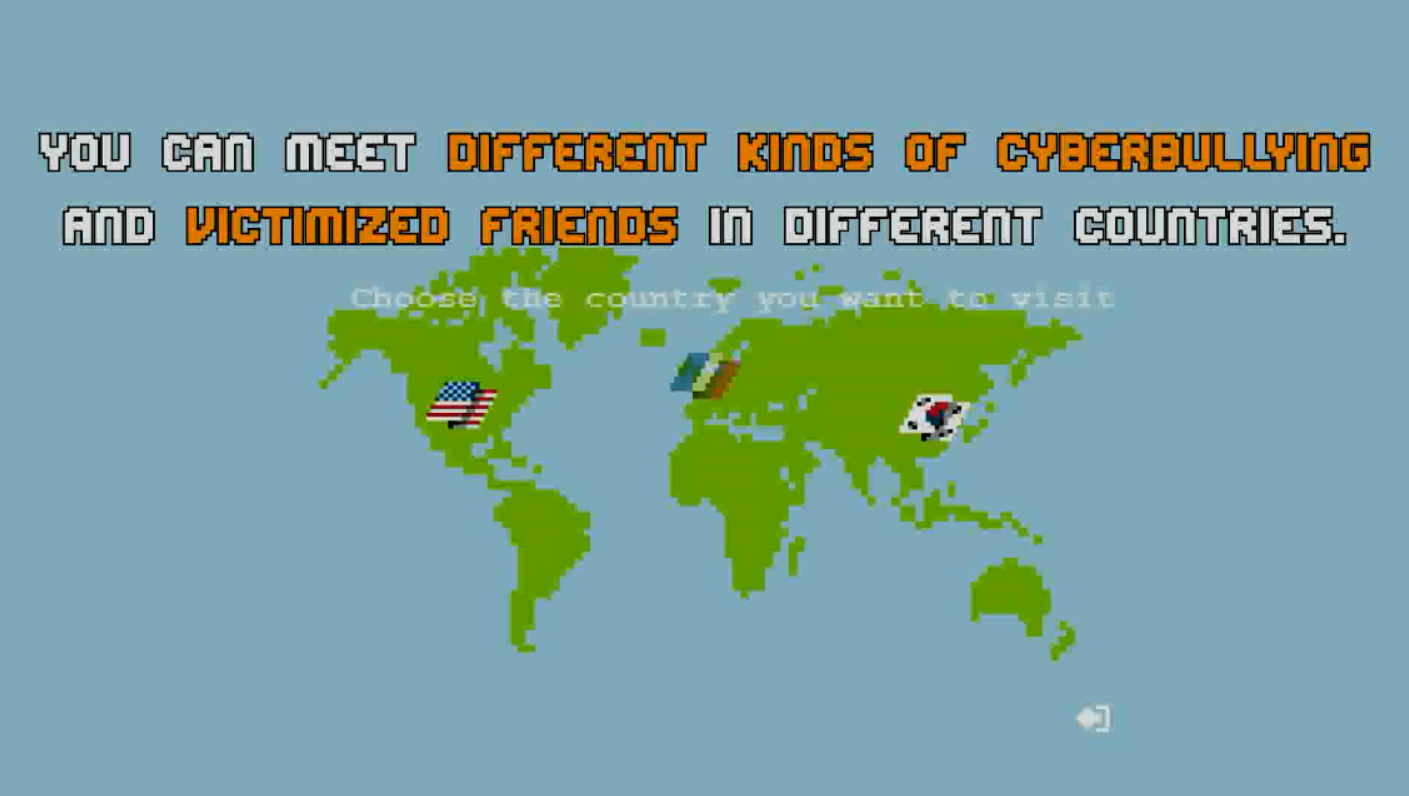 YOU CAN MEET DIFFERENT KINDS OF CYBERBULLYING
AND VICTIMIZED FRIENDS IN DIFFERENT COUNTRIES.
Choose the country you want to visit